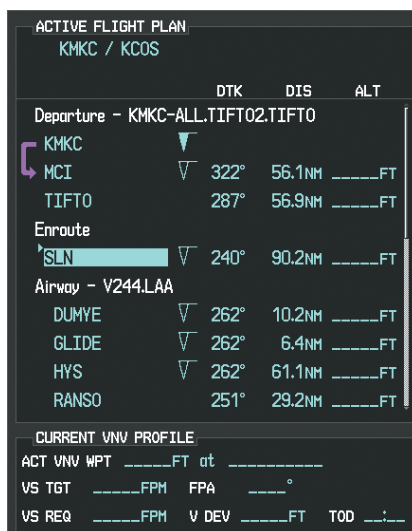 ACTIVE FLIGHT PLAN
KMKC / KCOS
DTK DIS ALT
Departure – KMKC-ALL.TIFTO2.TIFTO
KMKC
MCI 322° 56.1NM _____FT
TIFTO 287° 56.9NM _____FT
Enroute
SLN 240° 90.2NM _____FT
Airway – V244.LAA
DUMYE 262° 10.2NM _____FT
GLIDE 262° 6.4NM _____FT
HYS 262° 61.1NM _____FT
RANSO 251° 29.2NM _____FT
CURRENT VNV PROFILE
ACT VNV WPT _____FT at __________
VS TGT _____FPM FPA ____°
VS REQ _____FPM V DEV _____FT TOD __:__